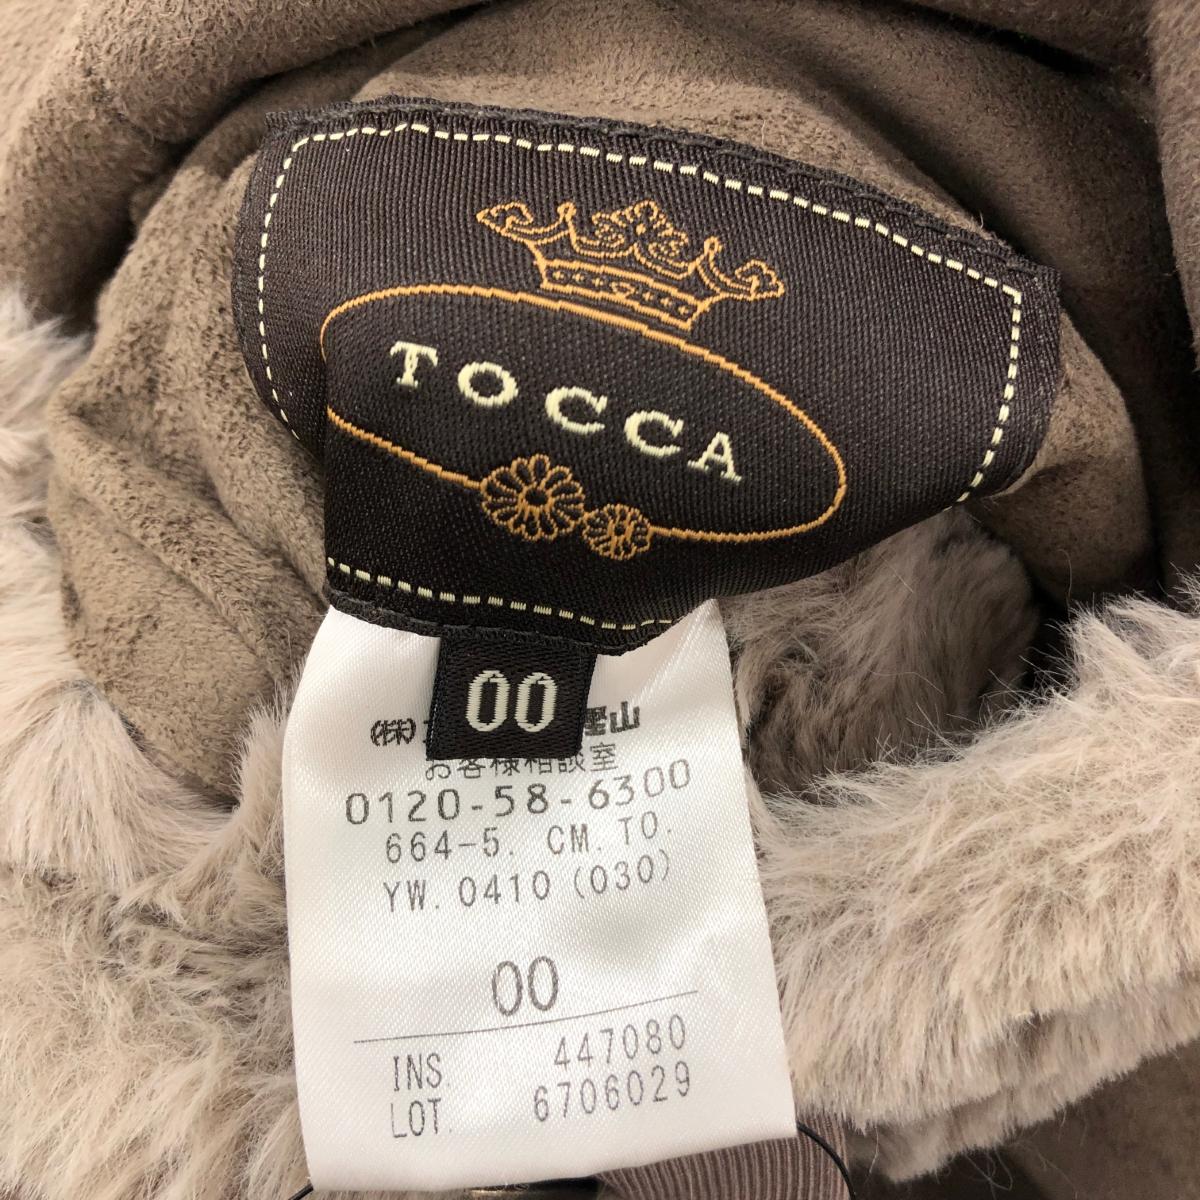 TOCCA
00
(株) 山
お客様相談室
0120-58-6300
664-5. CM. TO.
YW. 0410 (030)
00
INS. 447080
LOT. 6706029